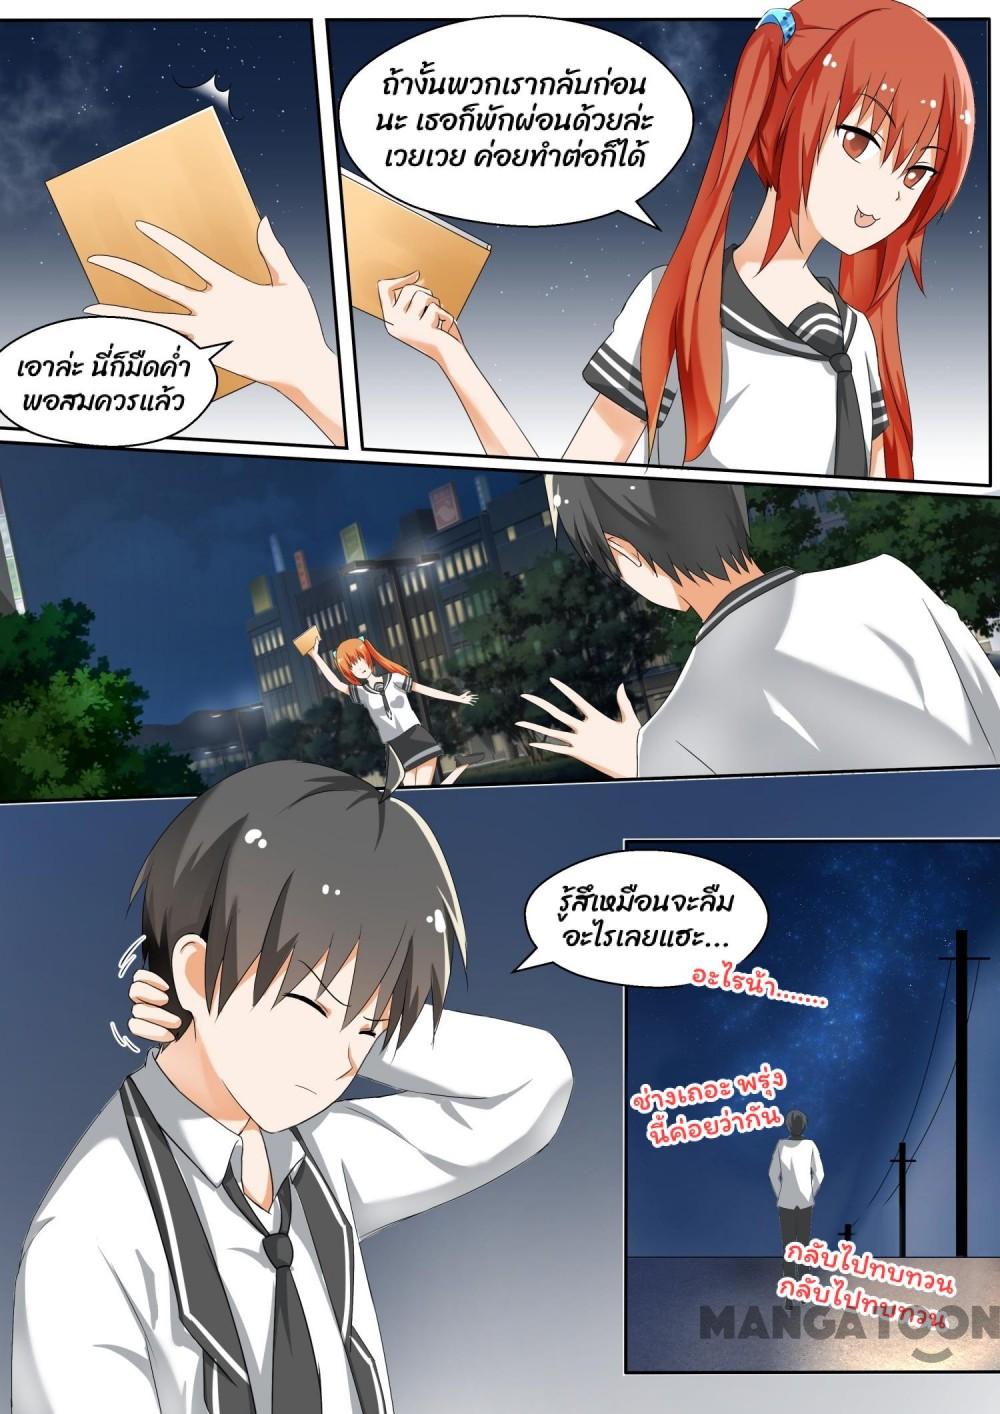 เอาล่ะ นี่ก็มืดค่ำ
พอสมควรแล้ว
ถ้างั้นพวกเรากลับก่อน
นะ เธอก็พักผ่อนด้วยล่ะ
เวยเวย ค่อยทำต่อก็ได้
รู้สึเหมือนจะลืม
อะไรเลยแฮะ...
อะไรน้า.......
ช่างเถอะ พรุ่ง
นี้ค่อยว่ากัน
กลับไปทบทวน
กลับไปทบทวน
MANGATOON